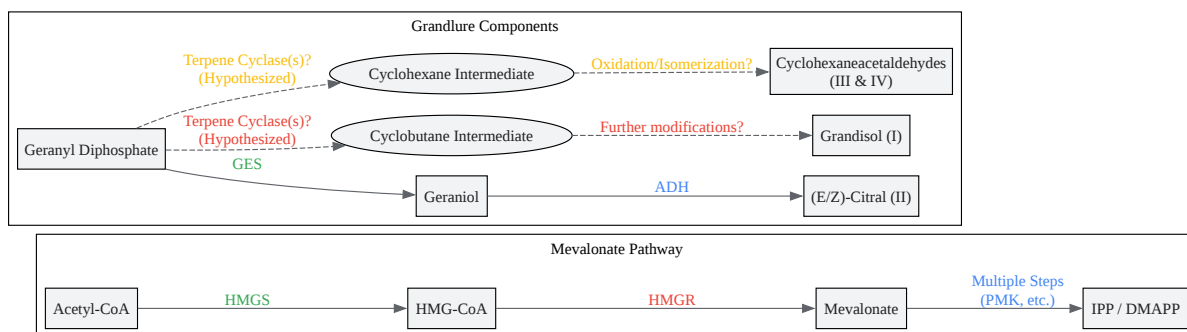 Grandlure Components
Terpene Cyclase(s)?
(Hypothesized)
Cyclohexane Intermediate
Oxidation/Isomerization?
Cyclohexaneacetaldehydes
(III & IV)
Geranyl Diphosphate
Terpene Cyclase(s)?
(Hypothesized)
Cyclobutane Intermediate
Further modifications?
Grandisol (I)
GES
Geraniol
ADH
(E/Z)-Citral (II)
Mevalonate Pathway
Acetyl-CoA
HMGS
HMG-CoA
HMGR
Mevalonate
Multiple Steps
(PMK, etc.)
IPP / DMAPP